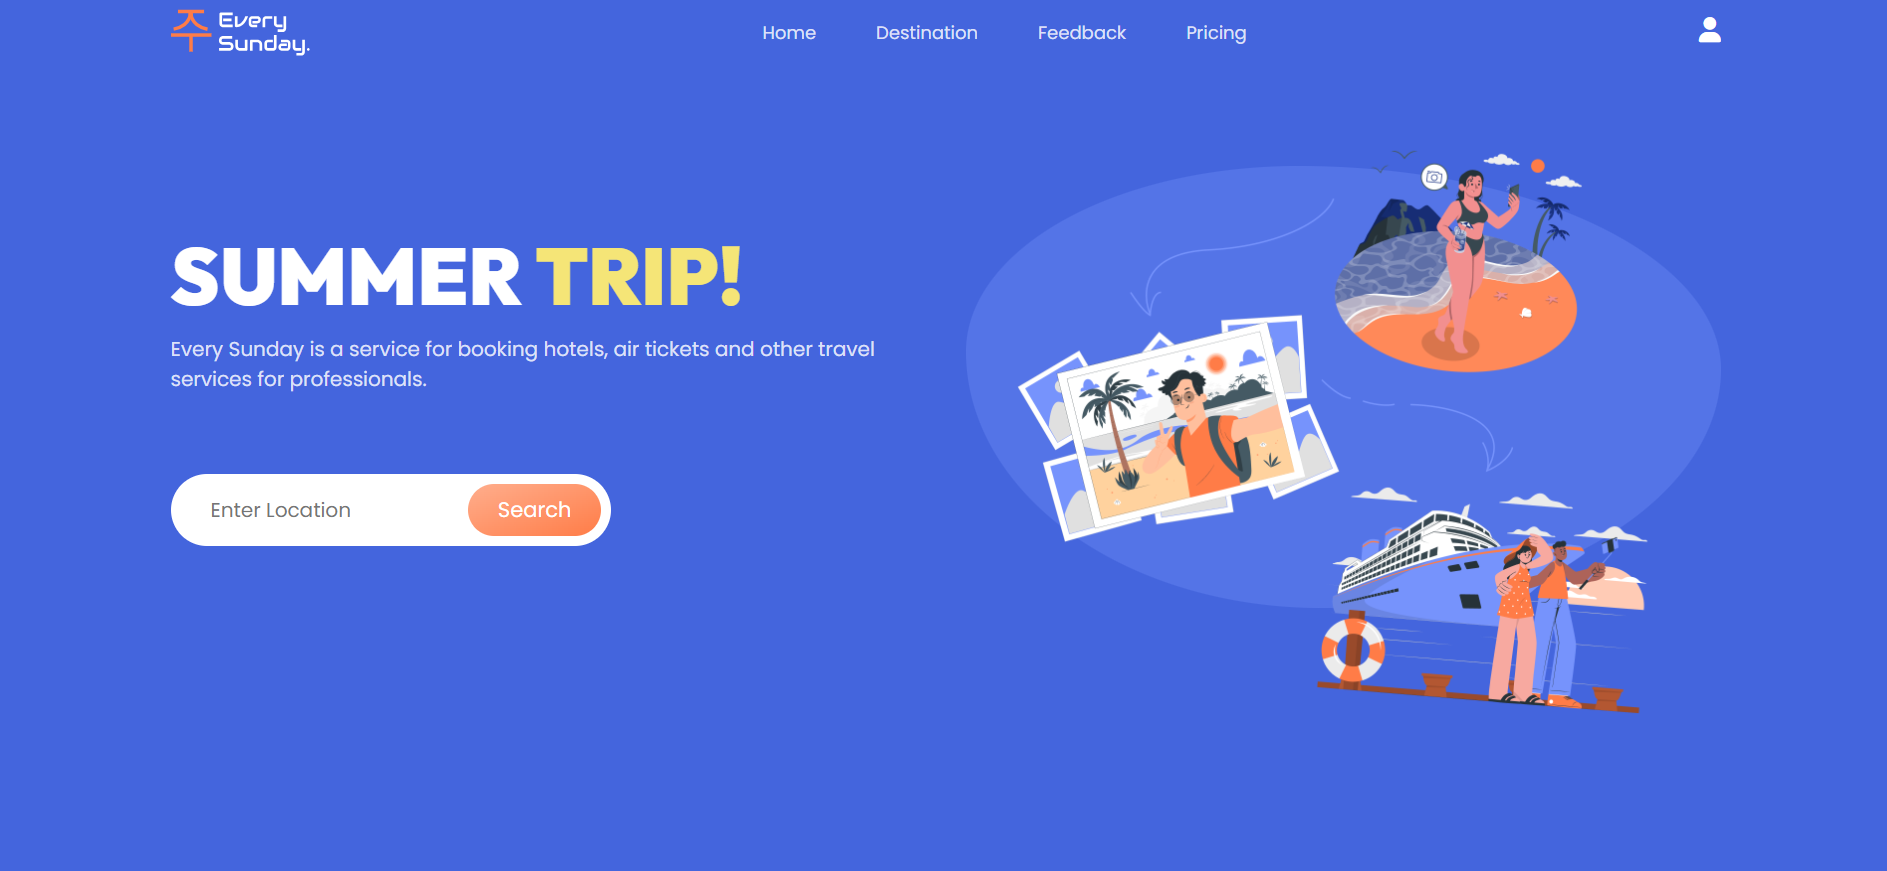 주 Every
Sunday.
Home Destination Feedback Pricing
SUMMER TRIP!
Every Sunday is a service for booking hotels, air tickets and other travel
services for professionals.
Enter Location Search